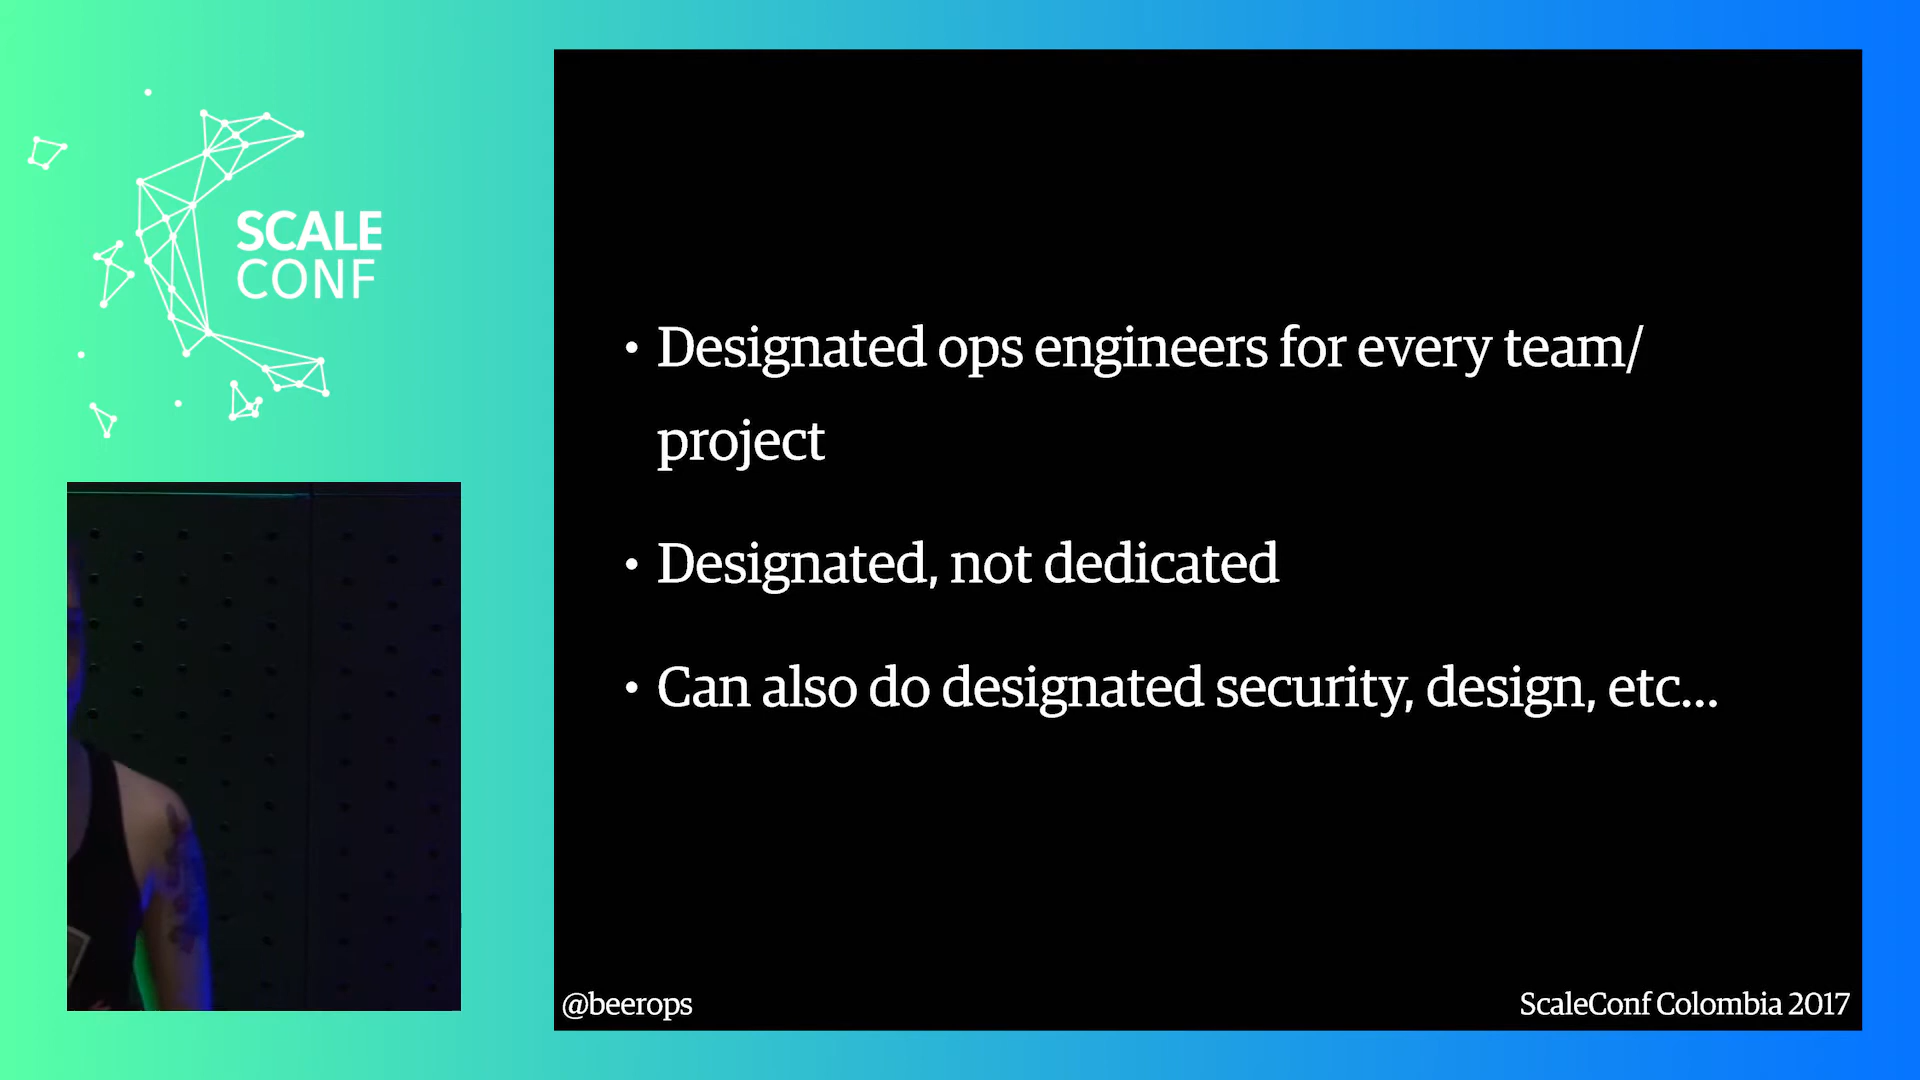 SCALE
CONF
• Designated ops engineers for every team/
project
• Designated, not dedicated
• Can also do designated security, design, etc...
@beerops
ScaleConf Colombia 2017